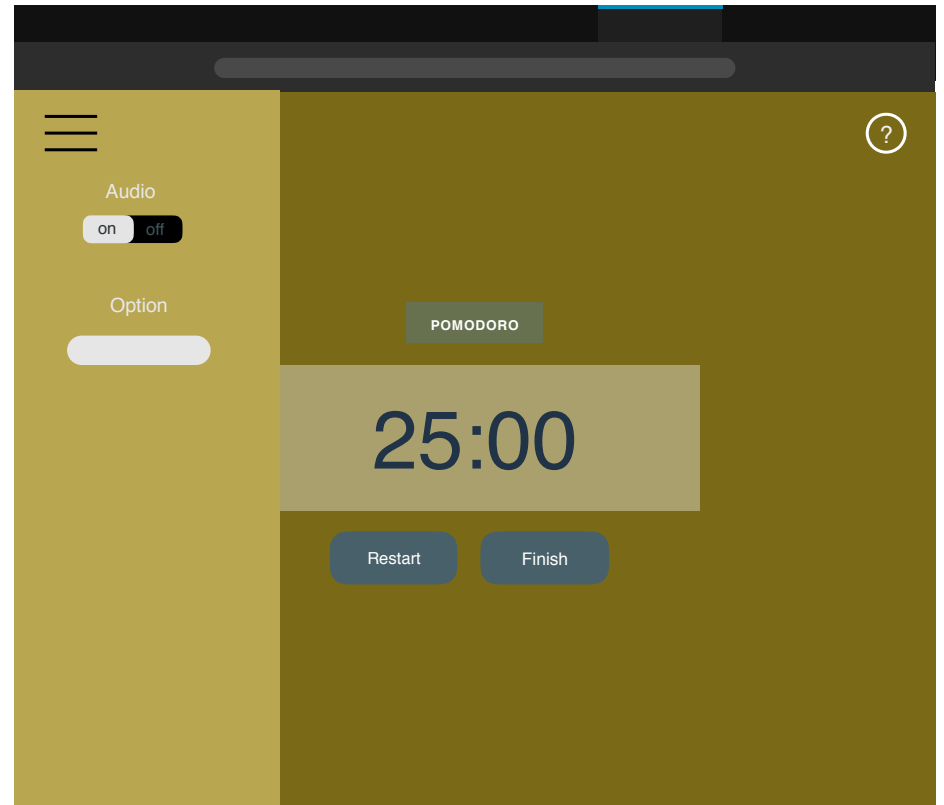 ?
Audio
on off
Option
POMODORO
25:00
Restart Finish